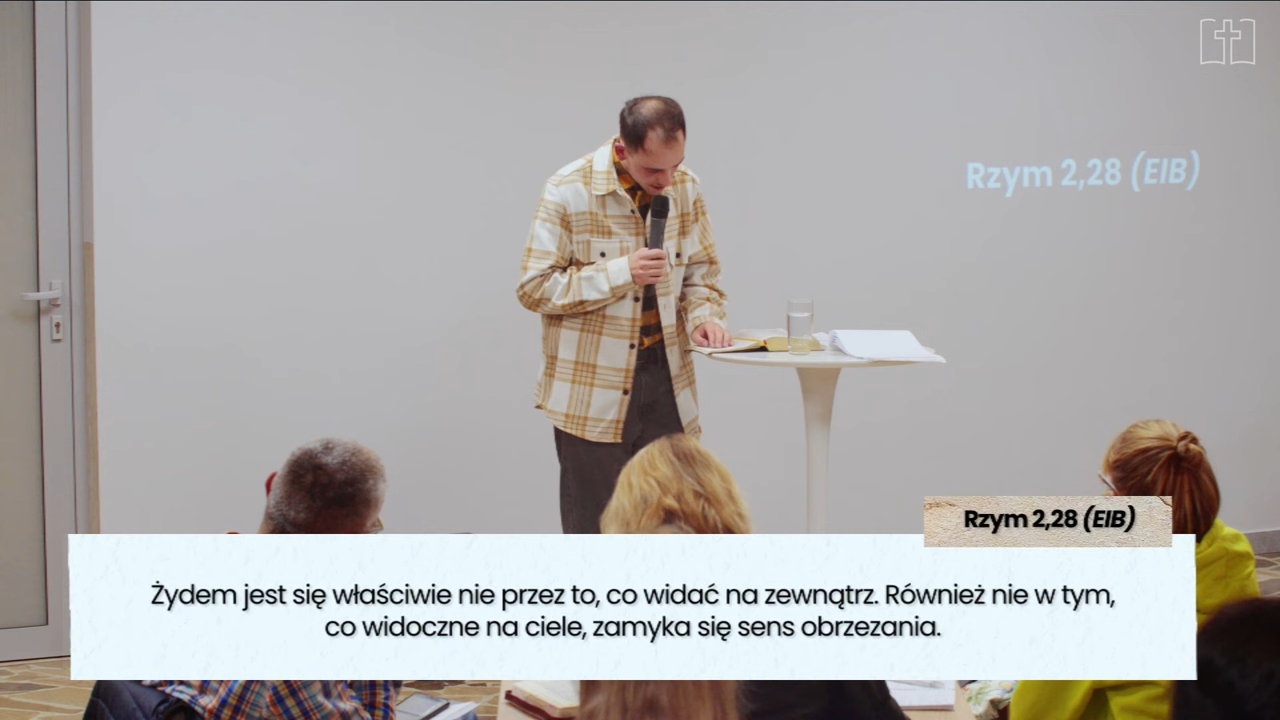 Rzym 2,28 (EIB)
Rzym 2,28 (EIB)
Żydem jest się właściwie nie przez to, co widać na zewnątrz. Również nie w tym,
co widoczne na ciele, zamyka się sens obrzezania.